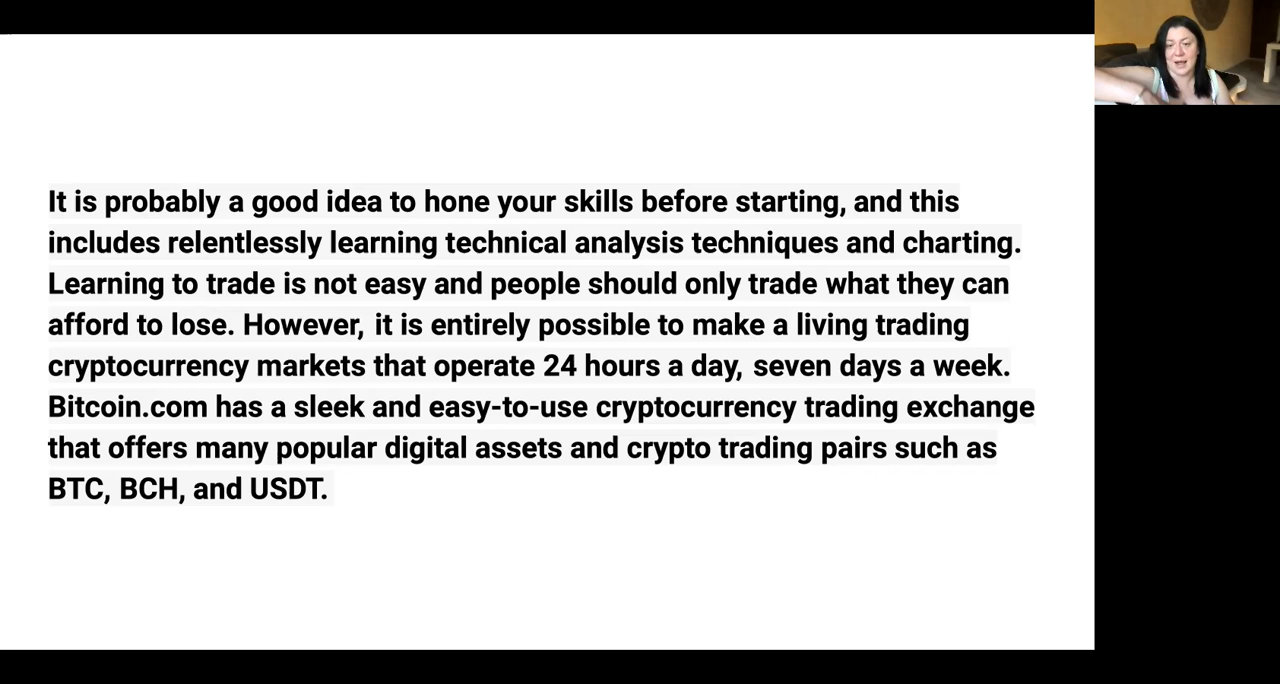 It is probably a good idea to hone your skills before starting, and this
includes relentlessly learning technical analysis techniques and charting.
Learning to trade is not easy and people should only trade what they can
afford to lose. However, it is entirely possible to make a living trading
cryptocurrency markets that operate 24 hours a day, seven days a week.
Bitcoin.com has a sleek and easy-to-use cryptocurrency trading exchange
that offers many popular digital assets and crypto trading pairs such as
BTC, BCH, and USDT.